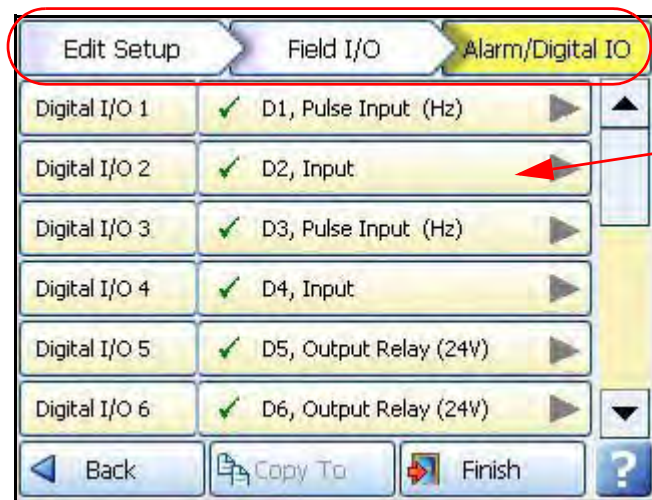 Edit Setup Field I/O Alarm/Digital IO
Digital I/O 1 D1, Pulse Input (Hz)
Digital I/O 2 D2, Input
Digital I/O 3 D3, Pulse Input (Hz)
Digital I/O 4 D4, Input
Digital I/O 5 D5, Output Relay (24V)
Digital I/O 6 D6, Output Relay (24V)
Back Copy To Finish ?